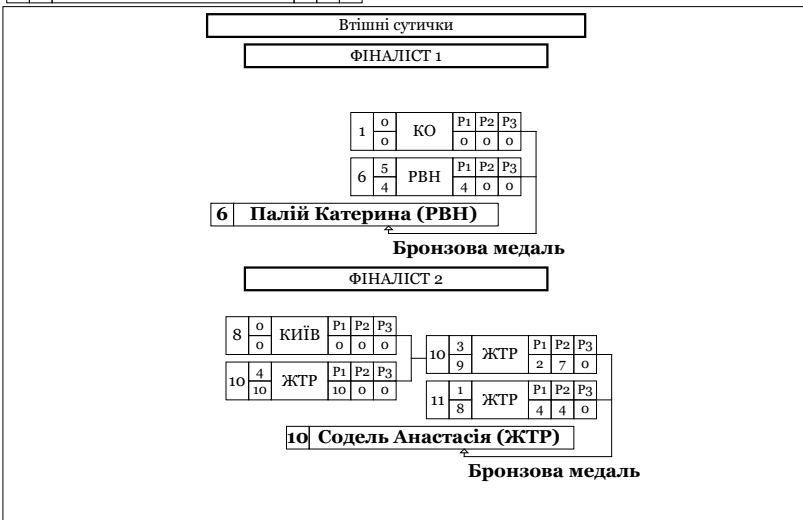 Втішні сутички
ФІНАЛІСТ 1
1 0 КО P1 P2 P3
0 0 0 0
6 5 РВН P1 P2 P3
4 4 0 0
6 Палій Катерина (РВН)
Бронзова медаль
ФІНАЛІСТ 2
8 0 КИЇВ P1 P2 P3
0 0 0 0
10 4 ЖТР P1 P2 P3
10 10 0 0
10 3 ЖТР P1 P2 P3
9 2 7 0
11 1 ЖТР P1 P2 P3
8 4 4 0
10 Содель Анастасія (ЖТР)
Бронзова медаль